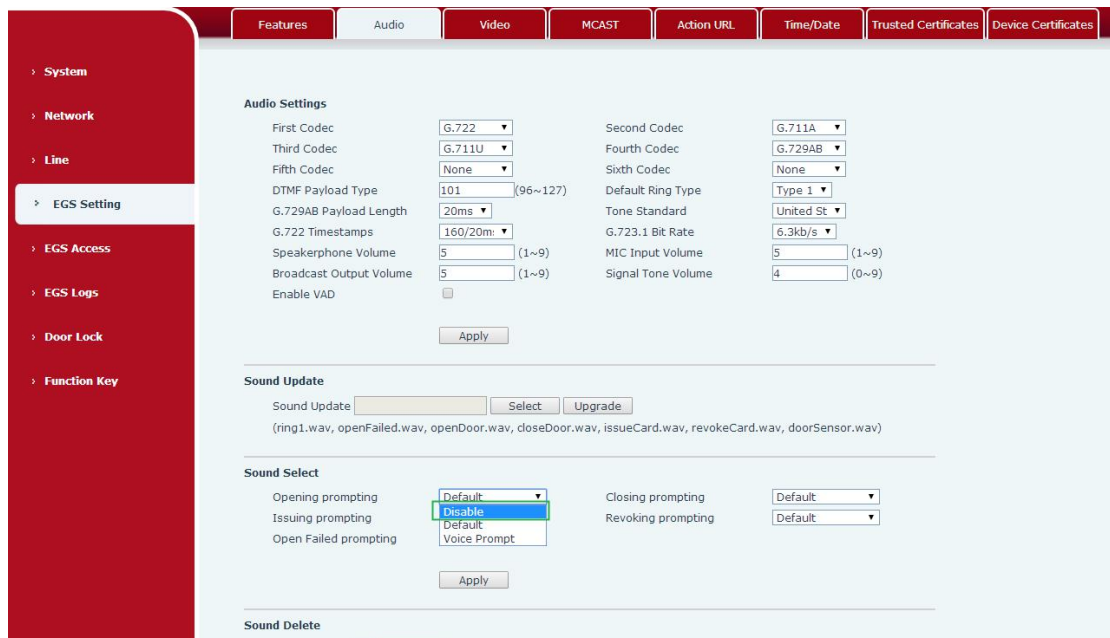 Features Audio Video MCAST Action URL Time/Date Trusted Certificates Device Certificates
› System
› Network
› Line
› EGS Setting
› EGS Access
› EGS Logs
› Door Lock
› Function Key
Audio Settings
First Codec G.722 Second Codec G.711A
Third Codec G.711U Fourth Codec G.729AB
Fifth Codec None Sixth Codec None
DTMF Payload Type 101 (96~127) Default Ring Type Type 1
G.729AB Payload Length 20ms Tone Standard United St
G.722 Timestamps 160/20m G.723.1 Bit Rate 6.3kb/s
Speakerphone Volume 5 (1~9) MIC Input Volume 5 (1~9)
Broadcast Output Volume 5 (1~9) Signal Tone Volume 4 (0~9)
Enable VAD
Apply
Sound Update
Sound Update Select Upgrade
(ring1.wav, openFailed.wav, openDoor.wav, closeDoor.wav, issueCard.wav, revokeCard.wav, doorSensor.wav)
Sound Select
Opening prompting Default Closing prompting Default
Issuing prompting Disable Revoking prompting Default
Default
Open Failed prompting Voice Prompt
Apply
Sound Delete